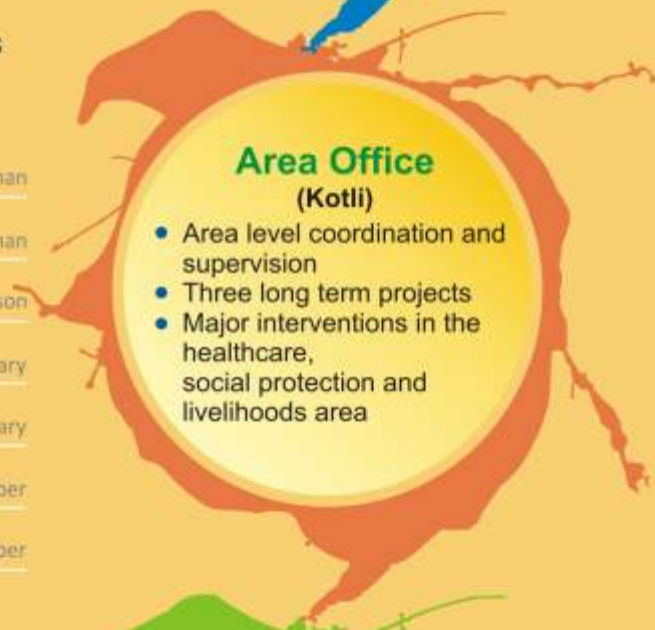 Area Office
(Kotli)
• Area level coordination and
supervision
• Three long term projects
• Major interventions in the
healthcare,
social protection and
livelihoods area